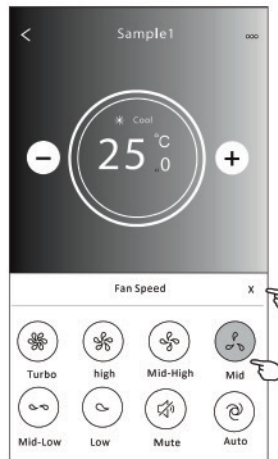 Sample1
Cool
25 °C .0
Fan Speed x
Turbo high Mid-High Mid
Mid-Low Low Mute Auto